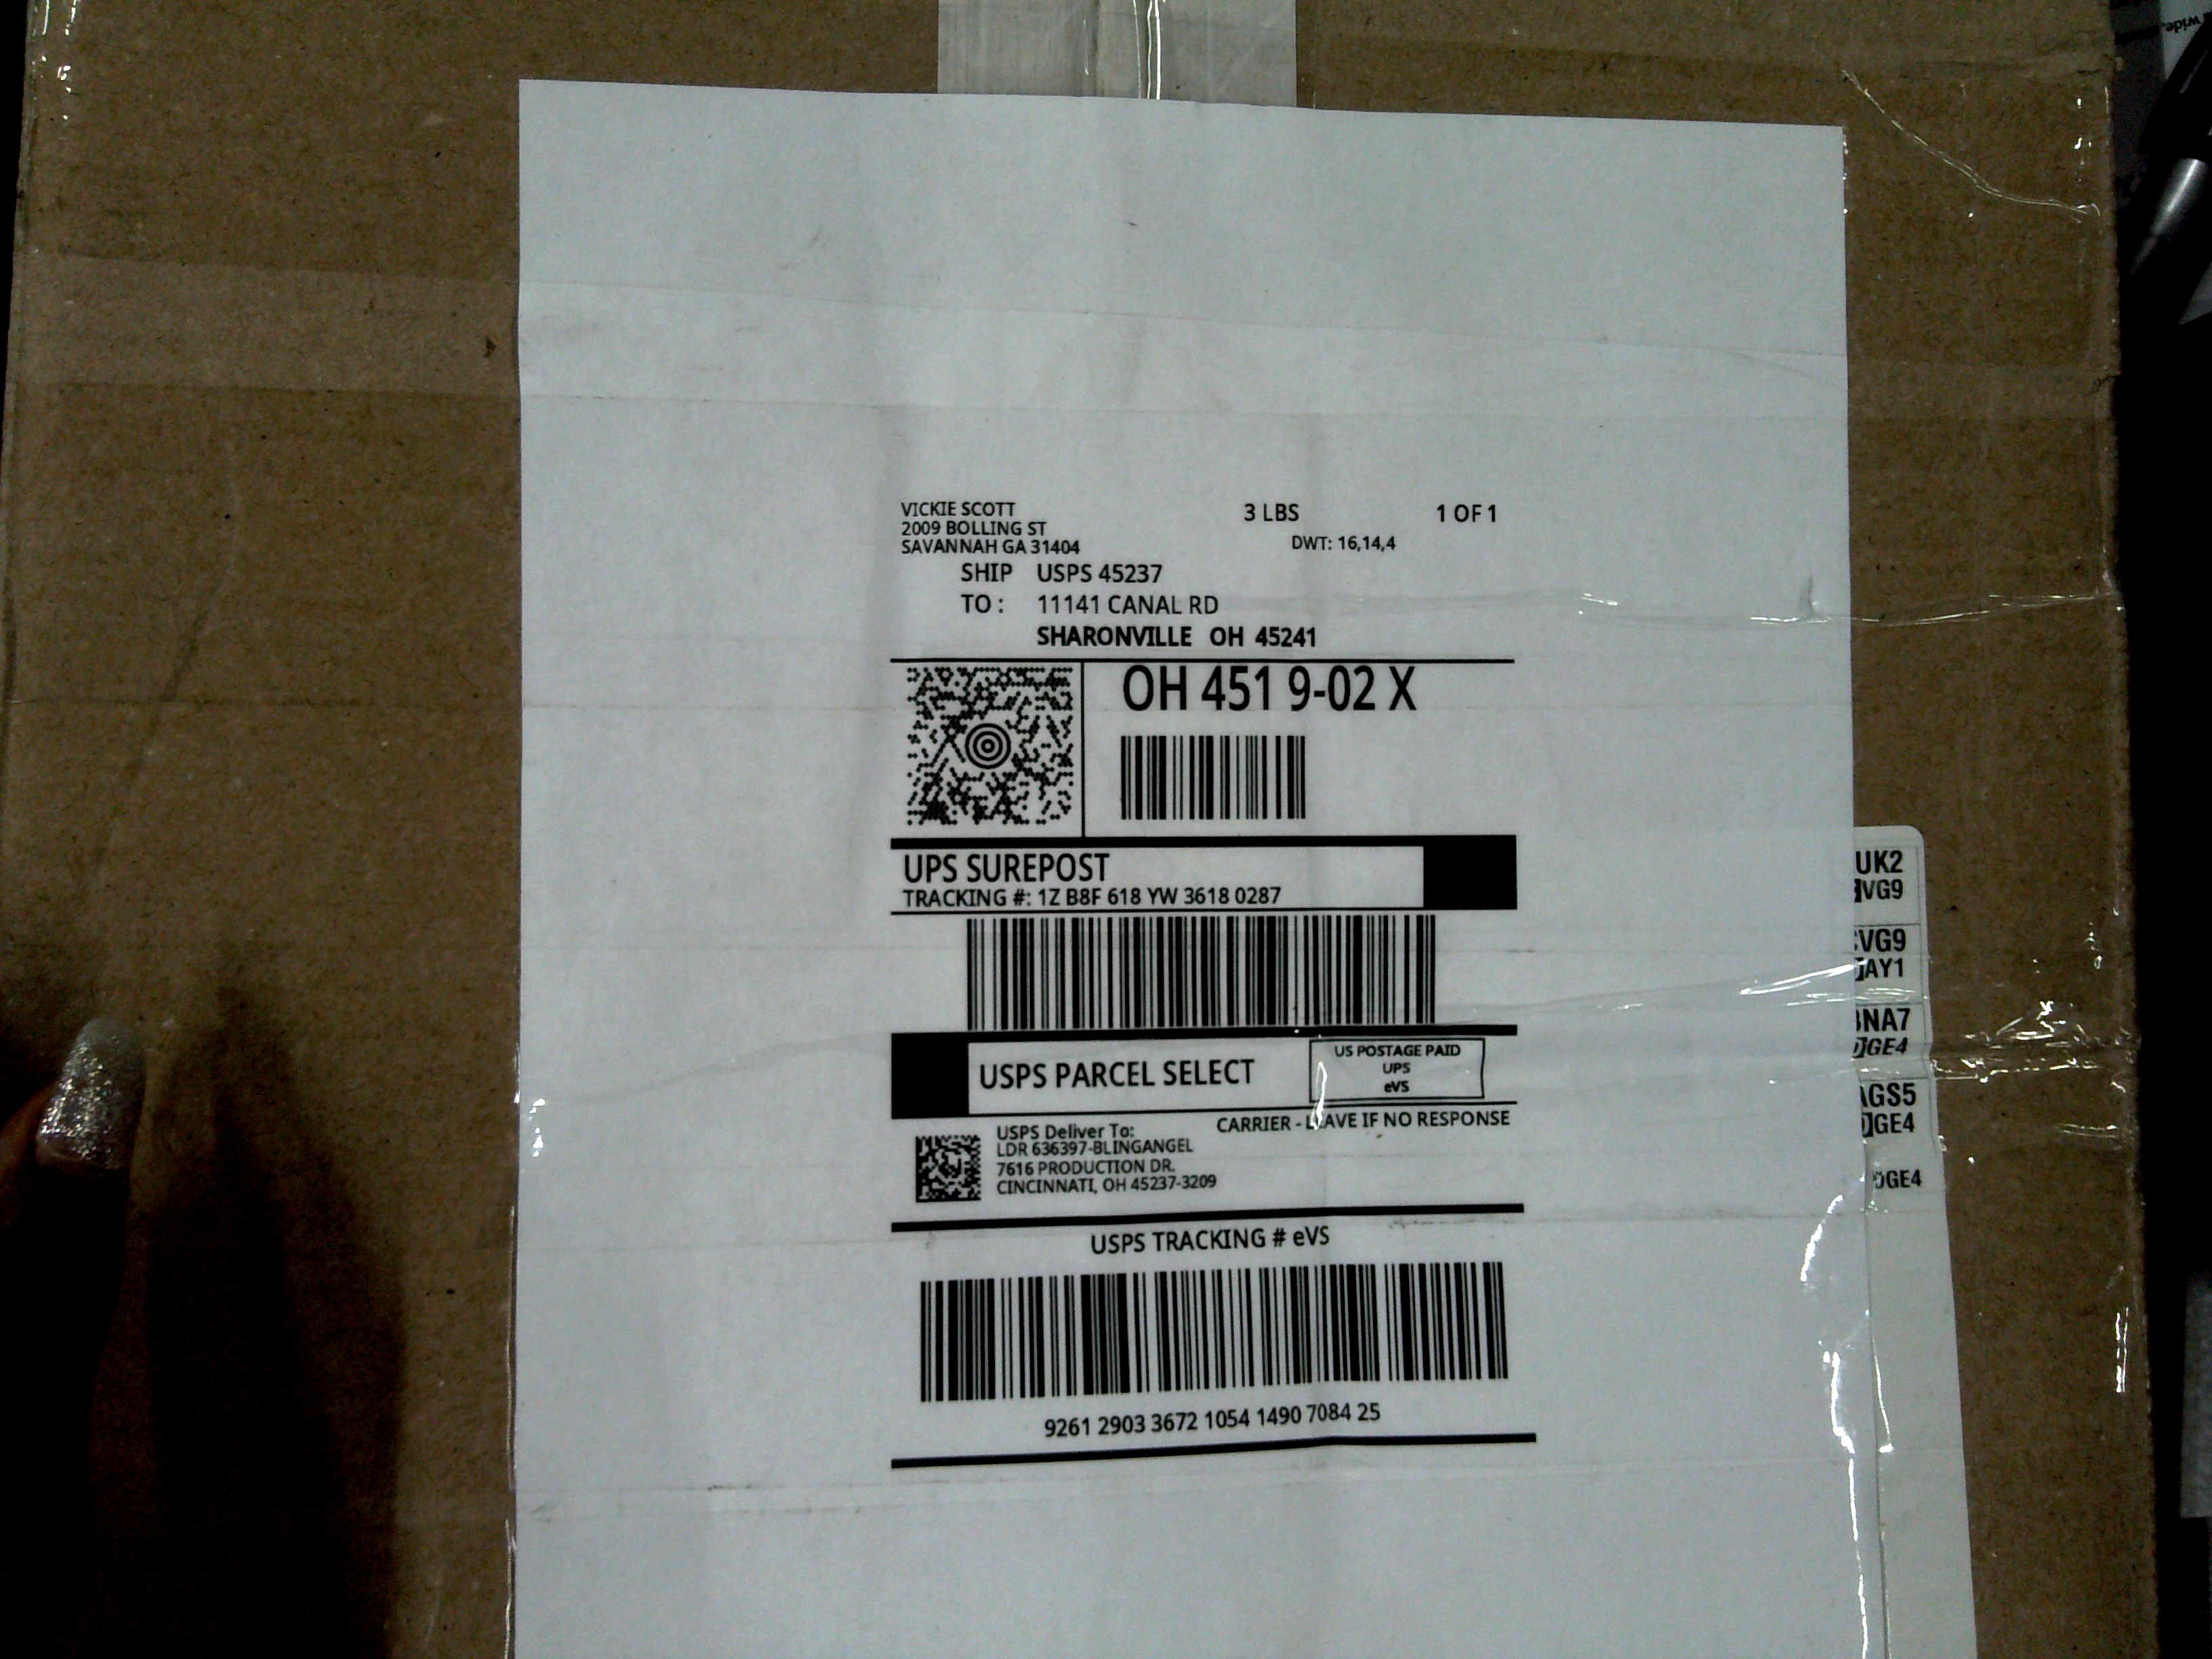 VICKIE SCOTT
2009 BOLLING ST
SAVANNAH GA 31404
3 LBS
1 OF 1
DWT: 16,14,4
SHIP USPS 45237
TO : 11141 CANAL RD
SHARONVILLE OH 45241
OH 451 9-02 X
UPS SUREPOST
TRACKING #: 1Z B8F 618 YW 3618 0287
USPS PARCEL SELECT
US POSTAGE PAID
UPS
eVS
CARRIER - LEAVE IF NO RESPONSE
USPS Deliver To:
LDR 636397-BLINGANGEL
7616 PRODUCTION DR.
CINCINNATI, OH 45237-3209
USPS TRACKING # eVS
9261 2903 3672 1054 1490 7084 25
UK2
VG9
VG9
AY1
NA7
GE4
GS5
GE4
GE4
wide,